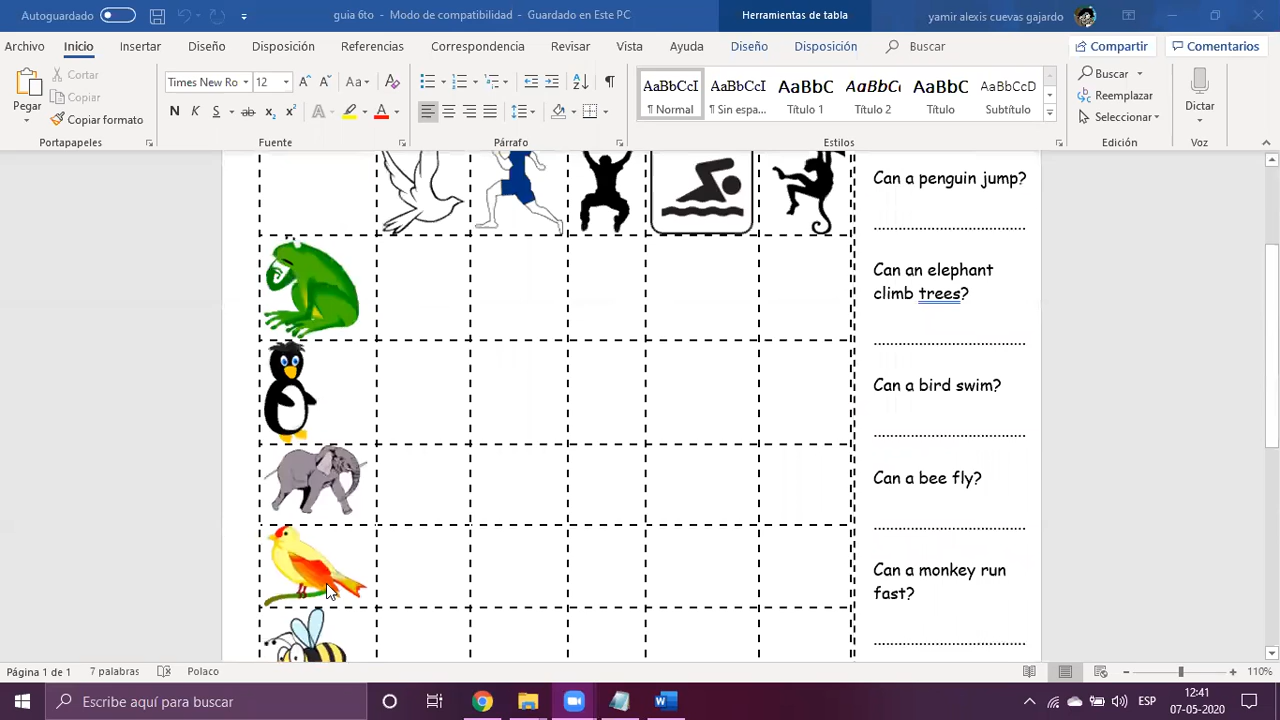 Autoguardado
guia 6to - Modo de compatibilidad - Guardado en Este PC
Herramientas de tabla
yamir alexis cuevas gajardo
Archivo Inicio Insertar Diseño Disposición Referencias Correspondencia Revisar Vista Ayuda Diseño Disposición Buscar Compartir Comentarios
Pegar
Cortar
Copiar
Copiar formato
Portapapeles
Times New Ro 12
Aa
N K S ab x₂ x²
A A
Fuente
Párrafo
AaBbCcI AaBbCcI AaBbC AaBbCc AaBbC AaBbCcD
¶ Normal ¶ Sin espa... Título 1 Título 2 Título Subtítulo
Estilos
Buscar
Reemplazar
Seleccionar
Edición
Dictar
Voz
Can a penguin jump?
Can an elephant
climb trees?
Can a bird swim?
Can a bee fly?
Can a monkey run
fast?
Página 1 de 1 7 palabras Polaco 110%
Escribe aquí para buscar
ESP
12:41
07-05-2020